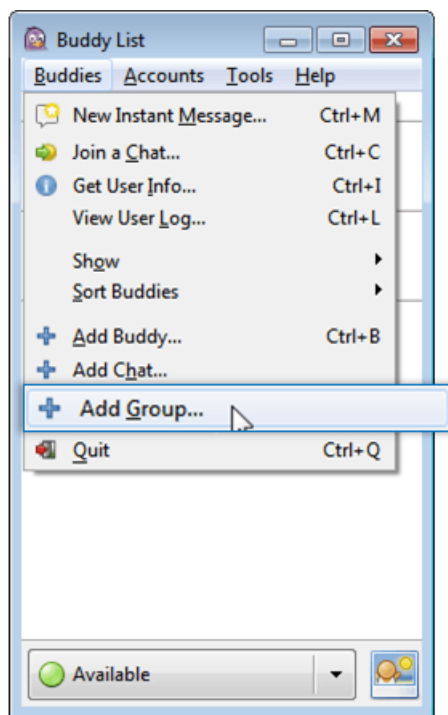 Buddy List
Buddies Accounts Tools Help
New Instant Message... Ctrl+M
Join a Chat... Ctrl+C
Get User Info... Ctrl+I
View User Log... Ctrl+L
Show
Sort Buddies
Add Buddy... Ctrl+B
Add Chat...
Add Group...
Quit Ctrl+Q
Available